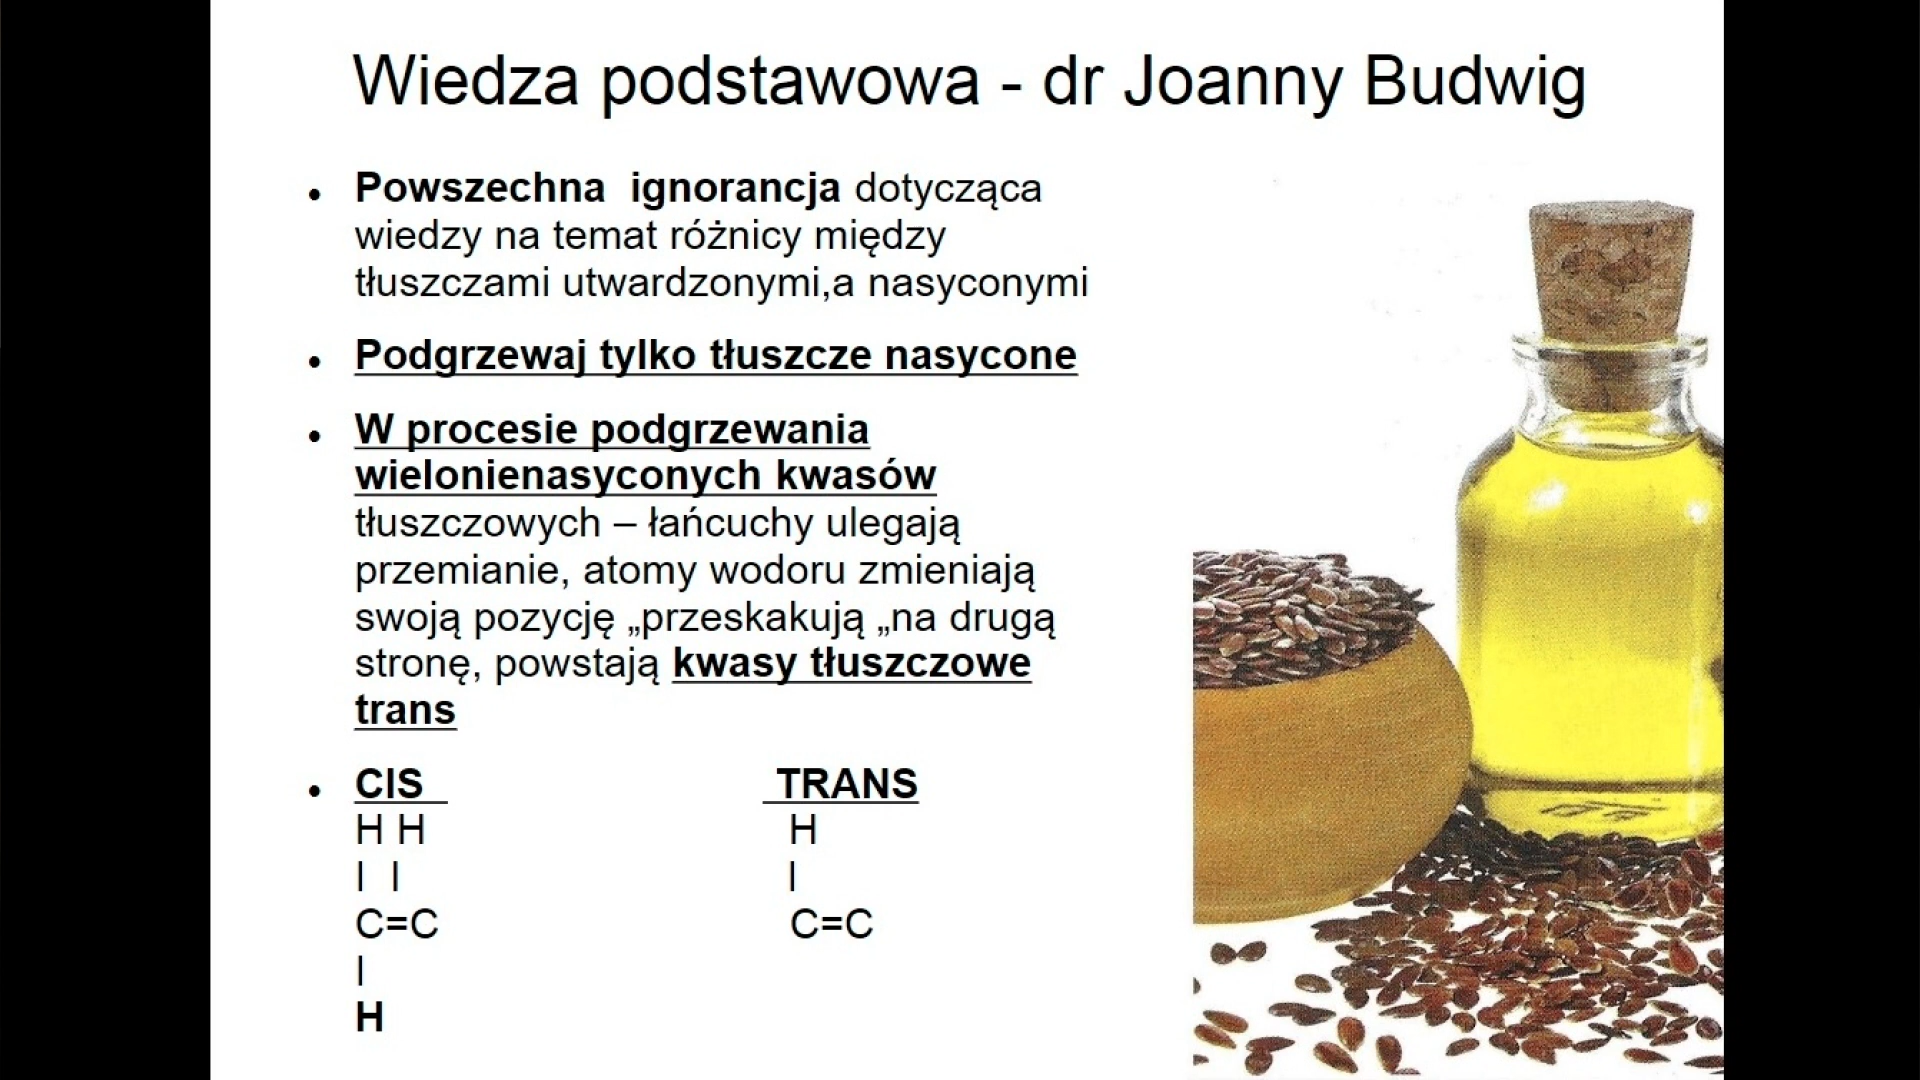 Wiedza podstawowa - dr Joanny Budwig
• Powszechna ignorancja dotycząca
wiedzy na temat różnicy między
tłuszczami utwardzonymi,a nasyconymi
• Podgrzewaj tylko tłuszcze nasycone
• W procesie podgrzewania
wielonienasyconych kwasów
tłuszczowych – łańcuchy ulegają
przemianie, atomy wodoru zmieniają
swoją pozycję „przeskakują „na drugą
stronę, powstają kwasy tłuszczowe
trans
• CIS TRANS
H H H
I I I
C=C C=C
I
H